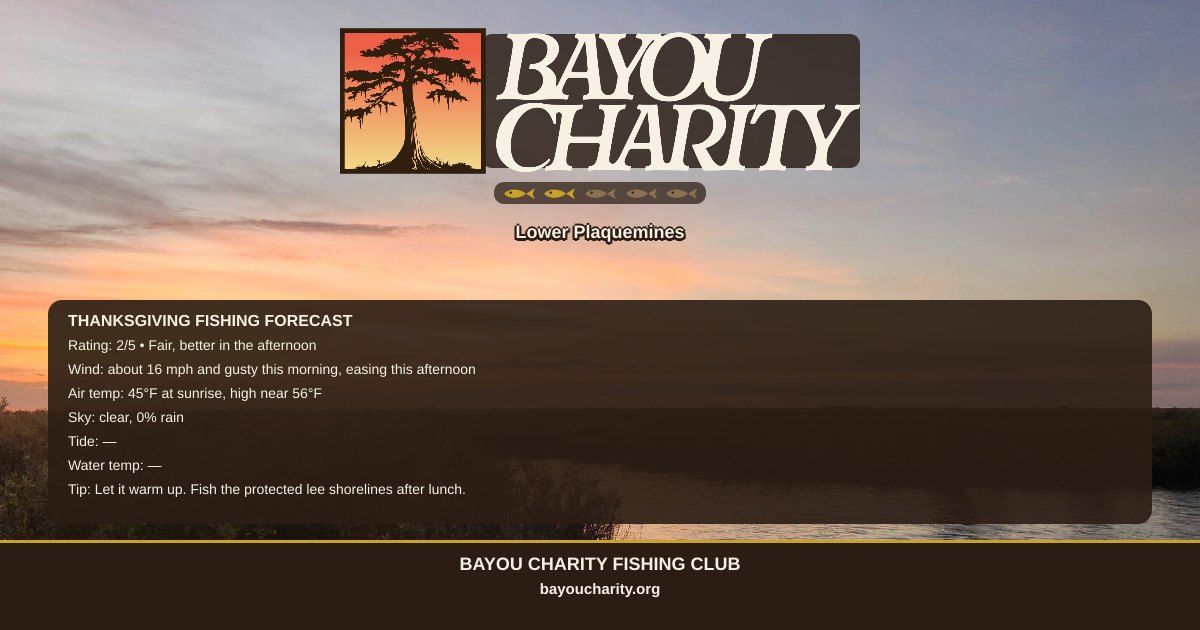 BAYOU
CHARITY
Lower Plaquemines
THANKSGIVING FISHING FORECAST
Rating: 2/5 • Fair, better in the afternoon
Wind: about 16 mph and gusty this morning, easing this afternoon
Air temp: 45°F at sunrise, high near 56°F
Sky: clear, 0% rain
Tide: —
Water temp: —
Tip: Let it warm up. Fish the protected lee shorelines after lunch.
BAYOU CHARITY FISHING CLUB
bayoucharity.org